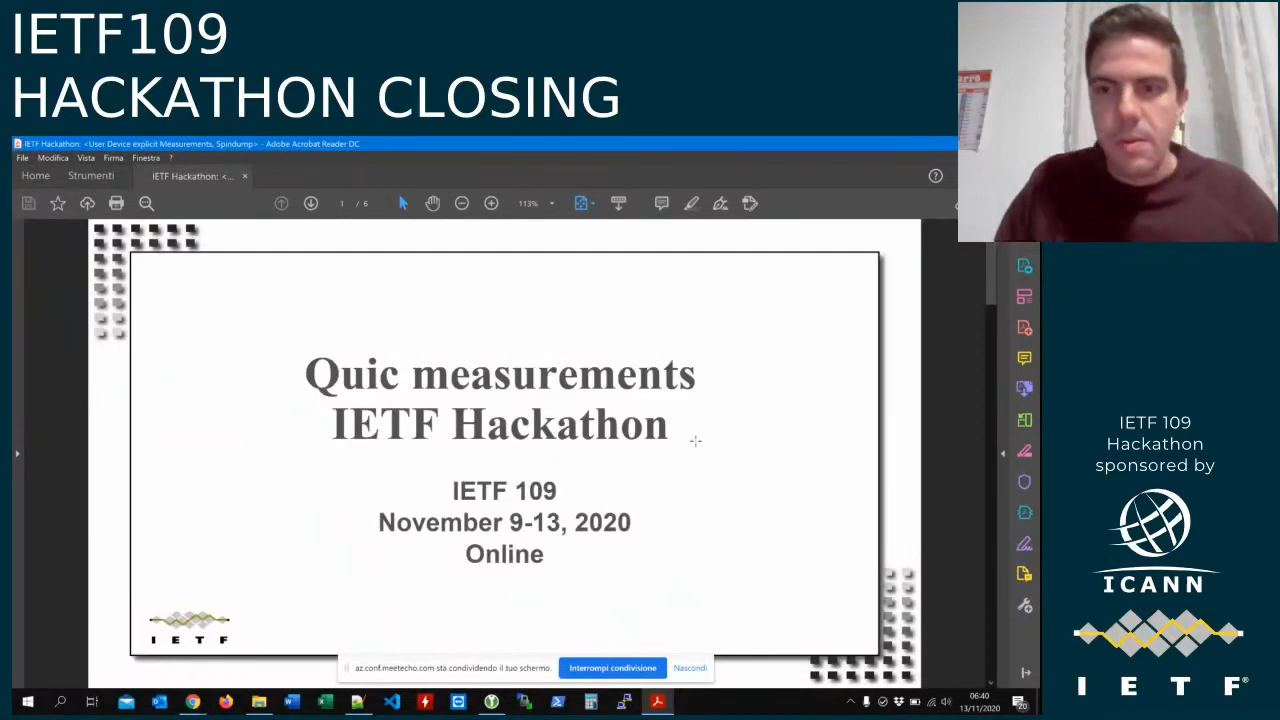 IETF109
HACKATHON CLOSING
IETF Hackathon: <User Device explicit Measurements, Spindump> - Adobe Acrobat Reader DC
File Modifica Vista Firma Finestra ?
Home Strumenti IETF Hackathon: <... ×
1 / 6 113%
Quic measurements
IETF Hackathon
IETF 109
November 9-13, 2020
Online
I E T F
az.conf.meetecho.com sta condividendo il tuo schermo. Interrompi condivisione Nascondi
06:40
13/11/2020
20
IETF 109
Hackathon
sponsored by
ICANN
I E T F®